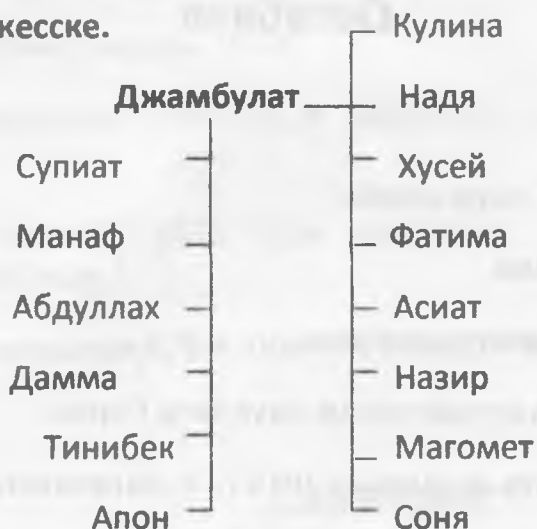 кесске.
Кулина
Джамбулат
Надя
Супиат
Хусей
Манаф
Фатима
Абдуллах
Асиат
Дамма
Назир
Тинибек
Магомет
Апон
Соня